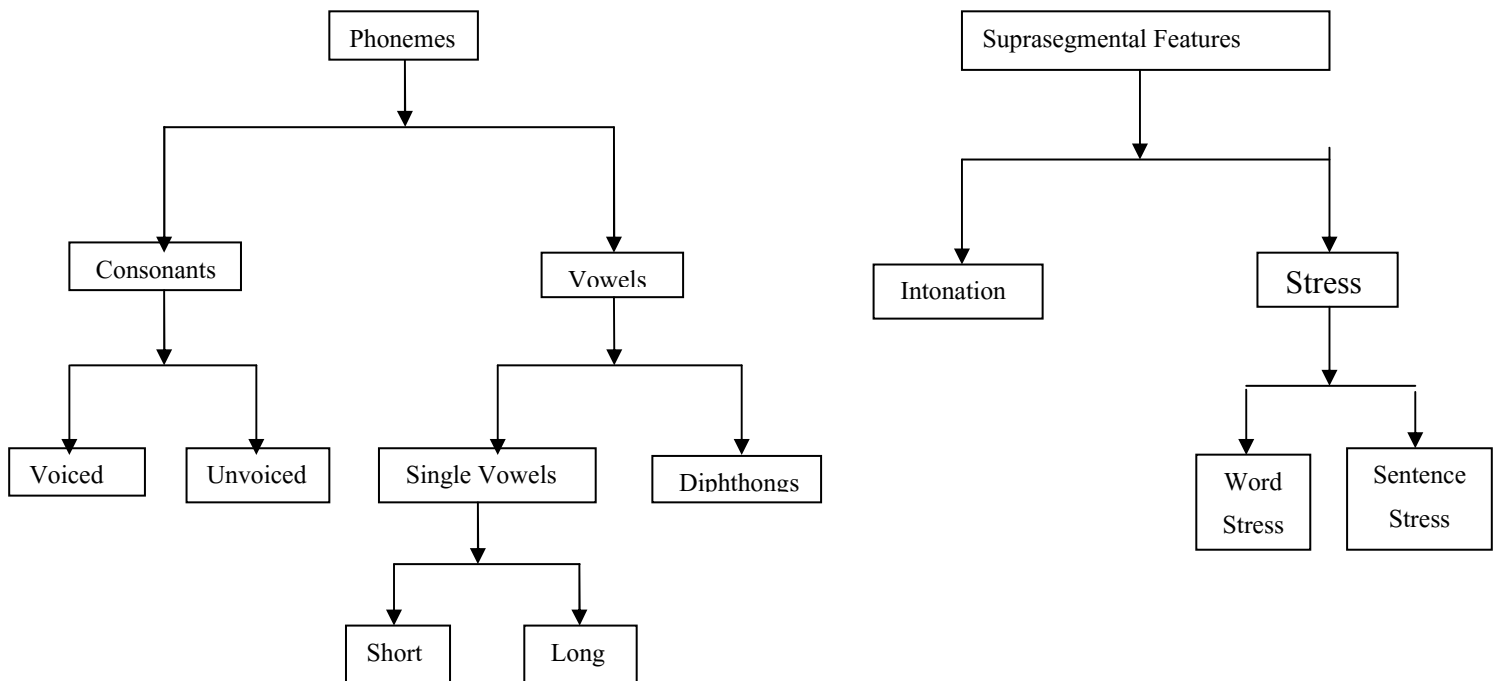 Phonemes
Suprasegmental Features
Consonants
Vowels
Intonation
Stress
Voiced
Unvoiced
Single Vowels
Diphthongs
Word
Stress
Sentence
Stress
Short
Long